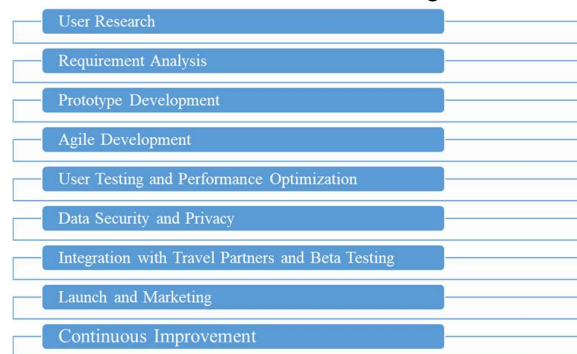 User Research
Requirement Analysis
Prototype Development
Agile Development
User Testing and Performance Optimization
Data Security and Privacy
Integration with Travel Partners and Beta Testing
Launch and Marketing
Continuous Improvement